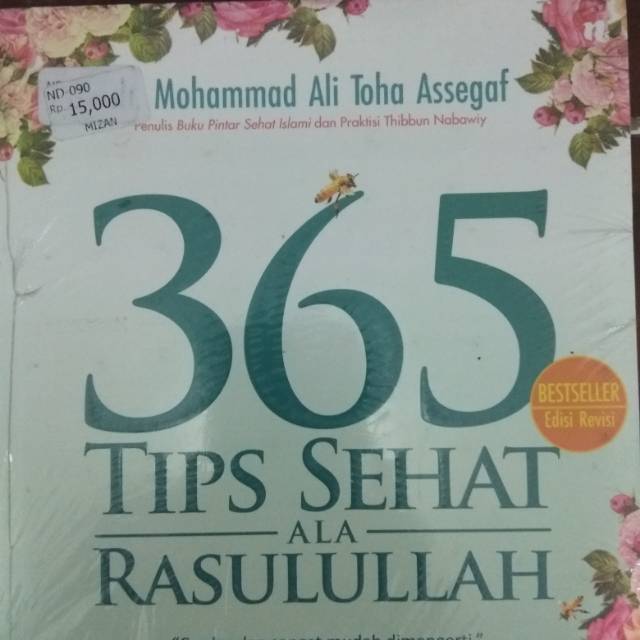 ND-090
Rp. 15,000
MIZAN
Mohammad Ali Toha Assegaf
Penulis Buku Pintar Sehat Islami dan Praktisi Thibbun Nabawiy
365
BESTSELLER
Edisi Revisi
TIPS SEHAT
ALA
RASULULLAH